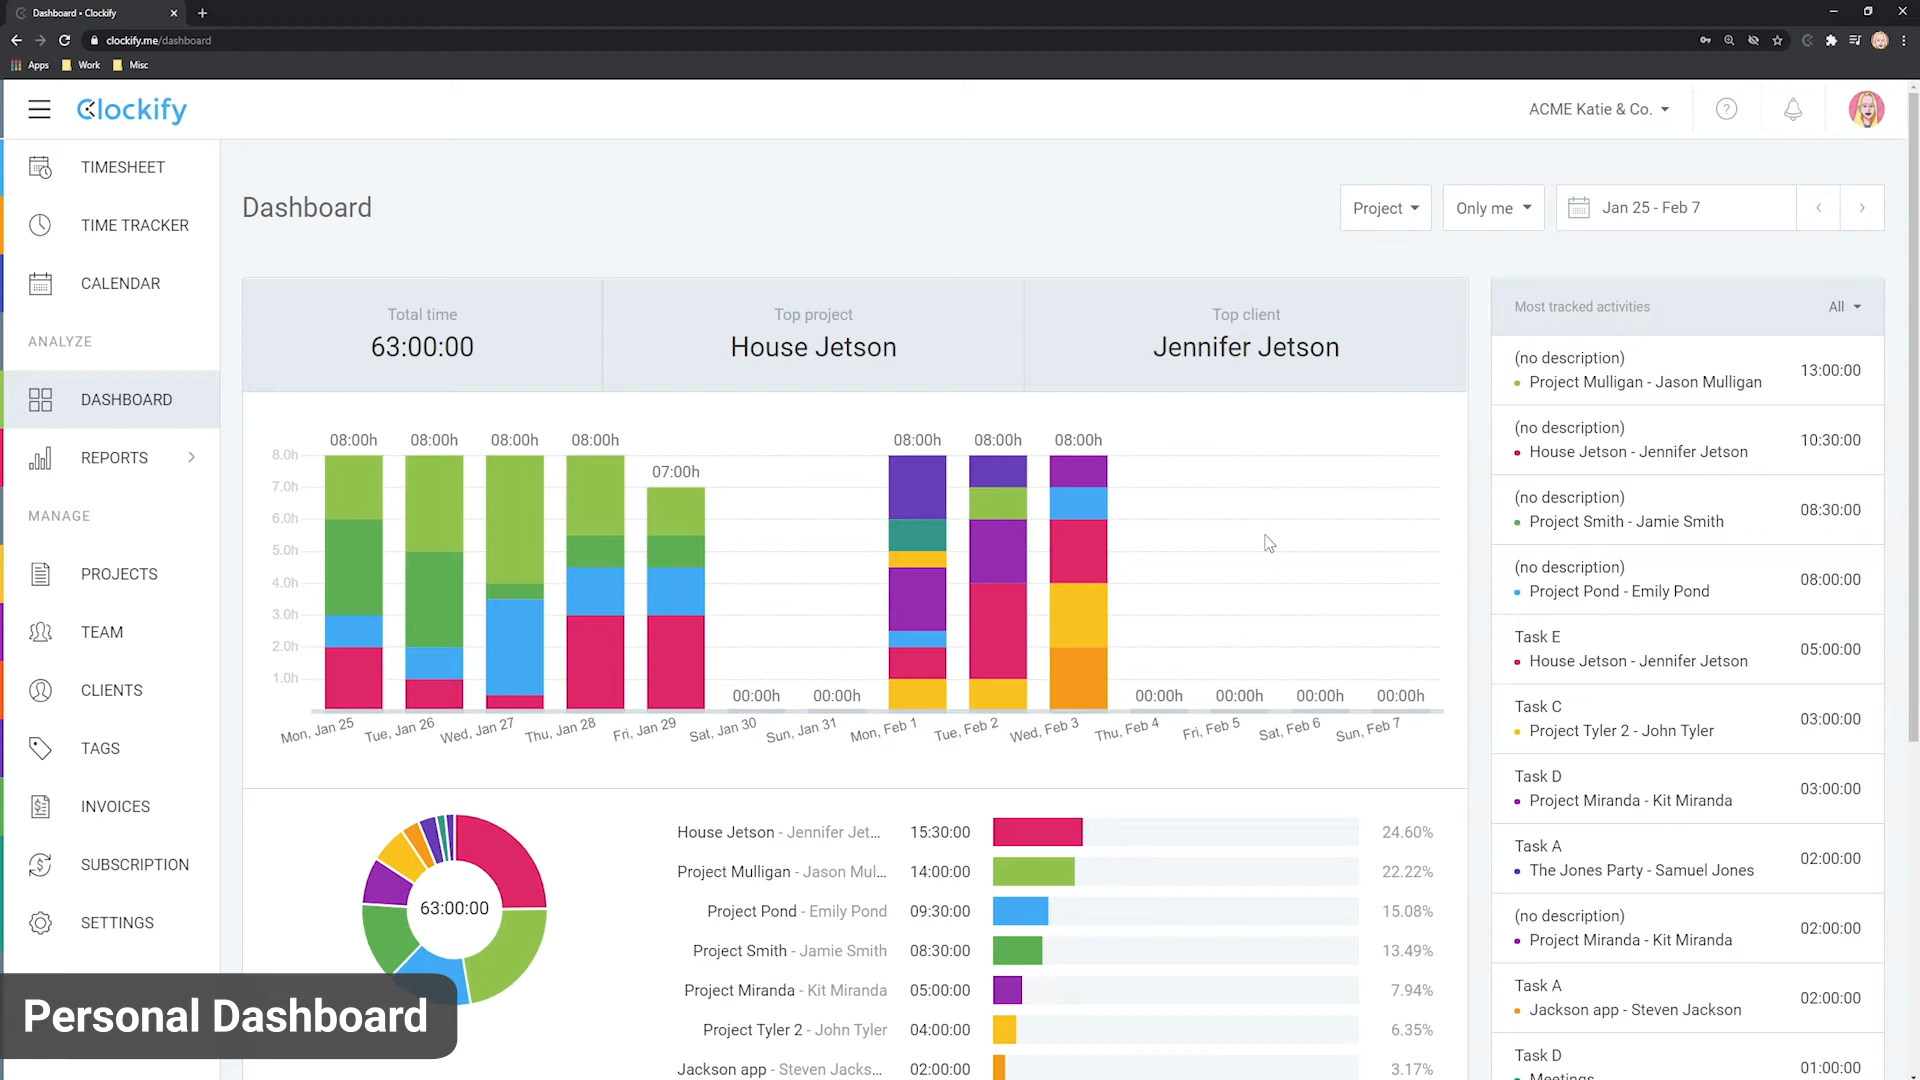 Dashboard • Clockify
clockify.me/dashboard
Apps Work Misc
Clockify
ACME Katie & Co.
TIMESHEET
TIME TRACKER
CALENDAR
ANALYZE
DASHBOARD
REPORTS
MANAGE
PROJECTS
TEAM
CLIENTS
TAGS
INVOICES
SUBSCRIPTION
SETTINGS
Dashboard
Project
Only me
Jan 25 - Feb 7
Total time
63:00:00
Top project
House Jetson
Top client
Jennifer Jetson
08:00h 08:00h 08:00h 08:00h 07:00h 08:00h 08:00h 08:00h
8.0h
7.0h
6.0h
5.0h
4.0h
3.0h
2.0h
1.0h
00:00h 00:00h 00:00h 00:00h 00:00h 00:00h
Mon, Jan 25 Tue, Jan 26 Wed, Jan 27 Thu, Jan 28 Fri, Jan 29 Sat, Jan 30 Sun, Jan 31 Mon, Feb 1 Tue, Feb 2 Wed, Feb 3 Thu, Feb 4 Fri, Feb 5 Sat, Feb 6 Sun, Feb 7
63:00:00
House Jetson - Jennifer Jet... 15:30:00 24.60%
Project Mulligan - Jason Mul... 14:00:00 22.22%
Project Pond - Emily Pond 09:30:00 15.08%
Project Smith - Jamie Smith 08:30:00 13.49%
Project Miranda - Kit Miranda 05:00:00 7.94%
Project Tyler 2 - John Tyler 04:00:00 6.35%
Jackson app - Steven Jacks... 02:00:00 3.17%
Most tracked activities All
(no description)
Project Mulligan - Jason Mulligan 13:00:00
(no description)
House Jetson - Jennifer Jetson 10:30:00
(no description)
Project Smith - Jamie Smith 08:30:00
(no description)
Project Pond - Emily Pond 08:00:00
Task E
House Jetson - Jennifer Jetson 05:00:00
Task C
Project Tyler 2 - John Tyler 03:00:00
Task D
Project Miranda - Kit Miranda 03:00:00
Task A
The Jones Party - Samuel Jones 02:00:00
(no description)
Project Miranda - Kit Miranda 02:00:00
Task A
Jackson app - Steven Jackson 02:00:00
Task D
Meetings 01:00:00
Personal Dashboard